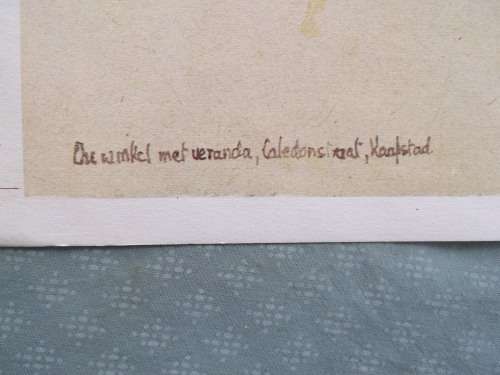 Ou winkel met veranda, Caledonstraat, Kaapstad